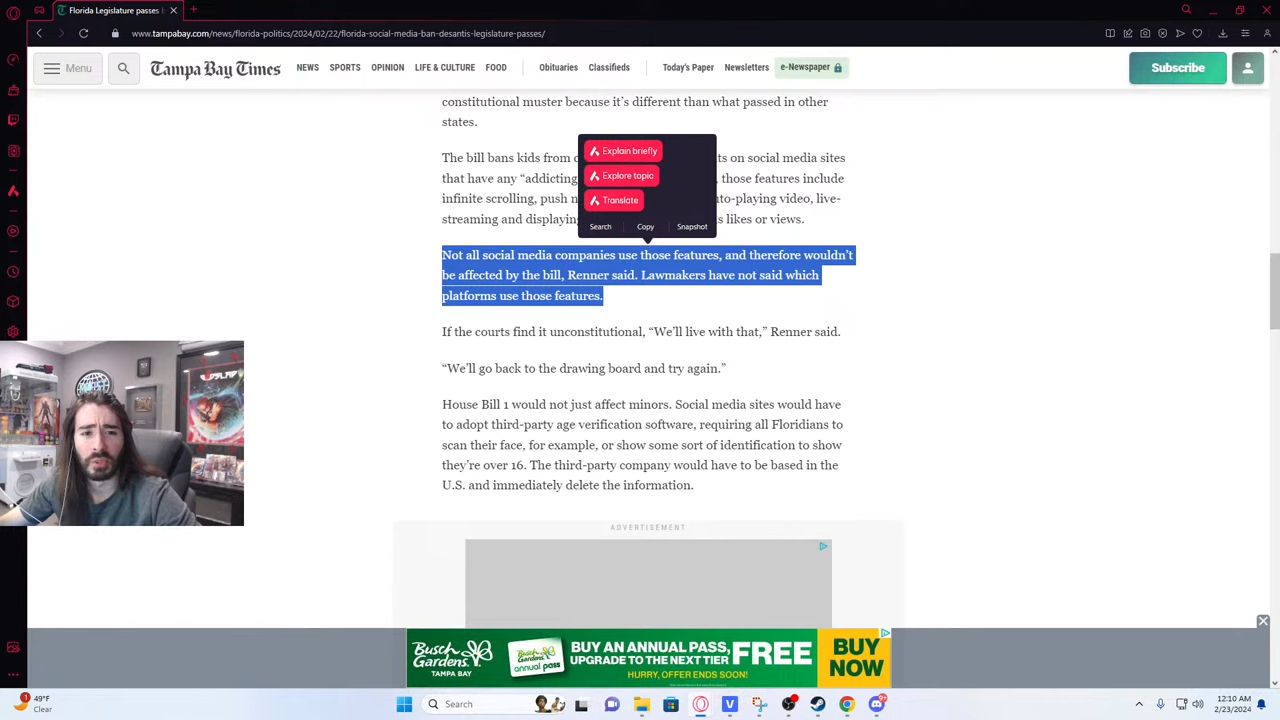 Florida Legislature passes
www.tampabay.com/news/florida-politics/2024/02/22/florida-social-media-ban-desantis-legislature-passes/
Menu
Tampa Bay Times
NEWS SPORTS OPINION LIFE & CULTURE FOOD
Obituaries Classifieds
Today's Paper Newsletters e-Newspaper
Subscribe
constitutional muster because it's different than what passed in other
states.
The bill bans kids from
ts on social media sites
that have any "addicting
, those features include
infinite scrolling, push
uto-playing video, live-
streaming and displaying
s likes or views.
Explain briefly
Explore topic
Translate
Search Copy Snapshot
Not all social media companies use those features, and therefore wouldn't
be affected by the bill, Renner said. Lawmakers have not said which
platforms use those features.
If the courts find it unconstitutional, "We'll live with that," Renner said.
"We'll go back to the drawing board and try again."
House Bill 1 would not just affect minors. Social media sites would have
to adopt third-party age verification software, requiring all Floridians to
scan their face, for example, or show some sort of identification to show
they're over 16. The third-party company would have to be based in the
U.S. and immediately delete the information.
ADVERTISEMENT
Busch
Gardens
TAMPA BAY
Busch
Gardens
annual pass
BUY AN ANNUAL PASS,
UPGRADE TO THE NEXT TIER FREE
HURRY, OFFER ENDS SOON!
BUY
NOW
1
49°F
Clear
Search
9+
12:10 AM
2/23/2024